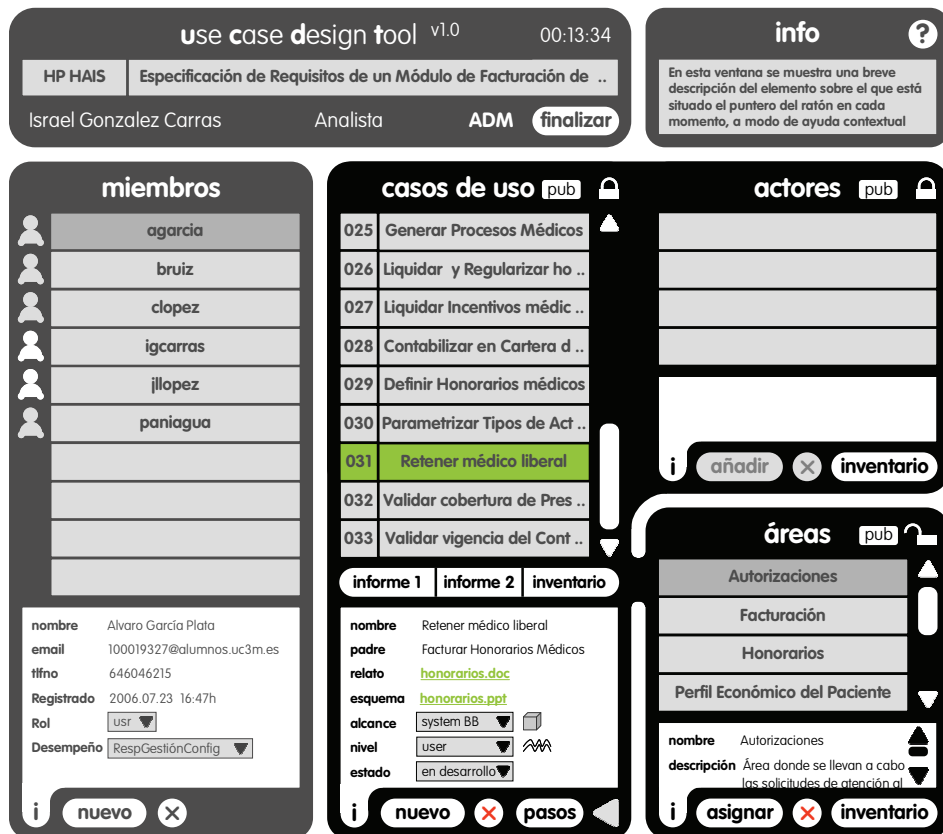 use case design tool v1.0 00:13:34
HP HAIS Especificación de Requisitos de un Módulo de Facturación de ..
Israel Gonzalez Carras Analista ADM finalizar
info ?
En esta ventana se muestra una breve
descripción del elemento sobre el que está
situado el puntero del ratón en cada
momento, a modo de ayuda contextual
miembros
agarcia
bruiz
clopez
igcarras
jllopez
paniagua
nombre Alvaro García Plata
email 100019327@alumnos.uc3m.es
tlfno 646046215
Registrado 2006.07.23 16:47h
Rol usr
Desempeño RespGestiónConfig
i nuevo
casos de uso pub
025 Generar Procesos Médicos
026 Liquidar y Regularizar ho ..
027 Liquidar Incentivos médic ..
028 Contabilizar en Cartera d ..
029 Definir Honorarios médicos
030 Parametrizar Tipos de Act ..
031 Retener médico liberal
032 Validar cobertura de Pres ..
033 Validar vigencia del Cont ..
informe 1 informe 2 inventario
nombre Retener médico liberal
padre Facturar Honorarios Médicos
relato honorarios.doc
esquema honorarios.ppt
alcance system BB
nivel user
estado en desarrollo
i nuevo pasos
actores pub
i añadir inventario
áreas pub
Autorizaciones
Facturación
Honorarios
Perfil Económico del Paciente
nombre Autorizaciones
descripción Área donde se llevan a cabo
las solicitudes de atención al
i asignar inventario